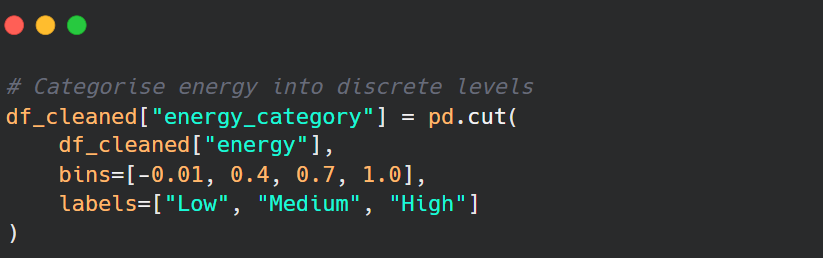 # Categorise energy into discrete levels
df_cleaned["energy_category"] = pd.cut(
    df_cleaned["energy"],
    bins=[-0.01, 0.4, 0.7, 1.0],
    labels=["Low", "Medium", "High"]
)